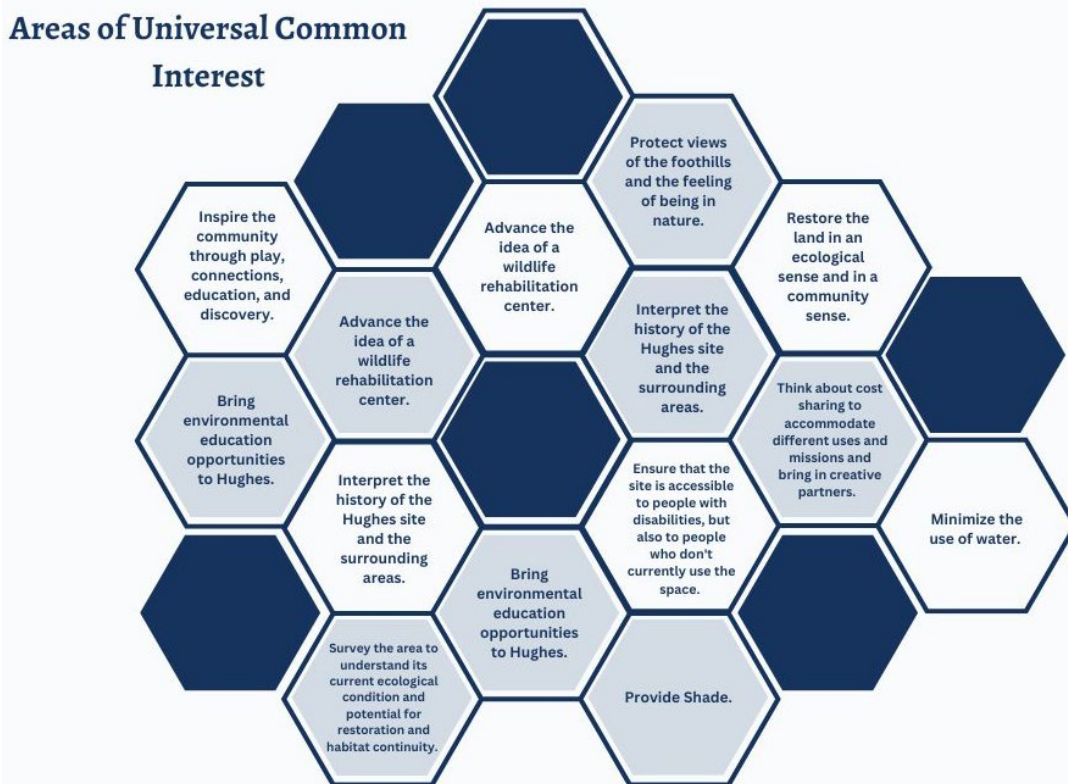 Areas of Universal Common
Interest
Protect views
of the foothills
and the feeling
of being in
nature.
Inspire the
community
through play,
connections,
education, and
discovery.
Advance the
idea of a
wildlife
rehabilitation
center.
Restore the
land in an
ecological
sense and in a
community
sense.
Advance the
idea of a
wildlife
rehabilitation
center.
Interpret the
history of the
Hughes site
and the
surrounding
areas.
Bring
environmental
education
opportunities
to Hughes.
Think about cost
sharing to
accommodate
different uses and
missions and
bring in creative
partners.
Interpret the
history of the
Hughes site
and the
surrounding
areas.
Ensure that the
site is accessible
to people with
disabilities, but
also to people
who don't
currently use the
space.
Minimize the
use of water.
Bring
environmental
education
opportunities
to Hughes.
Survey the area to
understand its
current ecological
condition and
potential for
restoration and
habitat continuity.
Provide Shade.